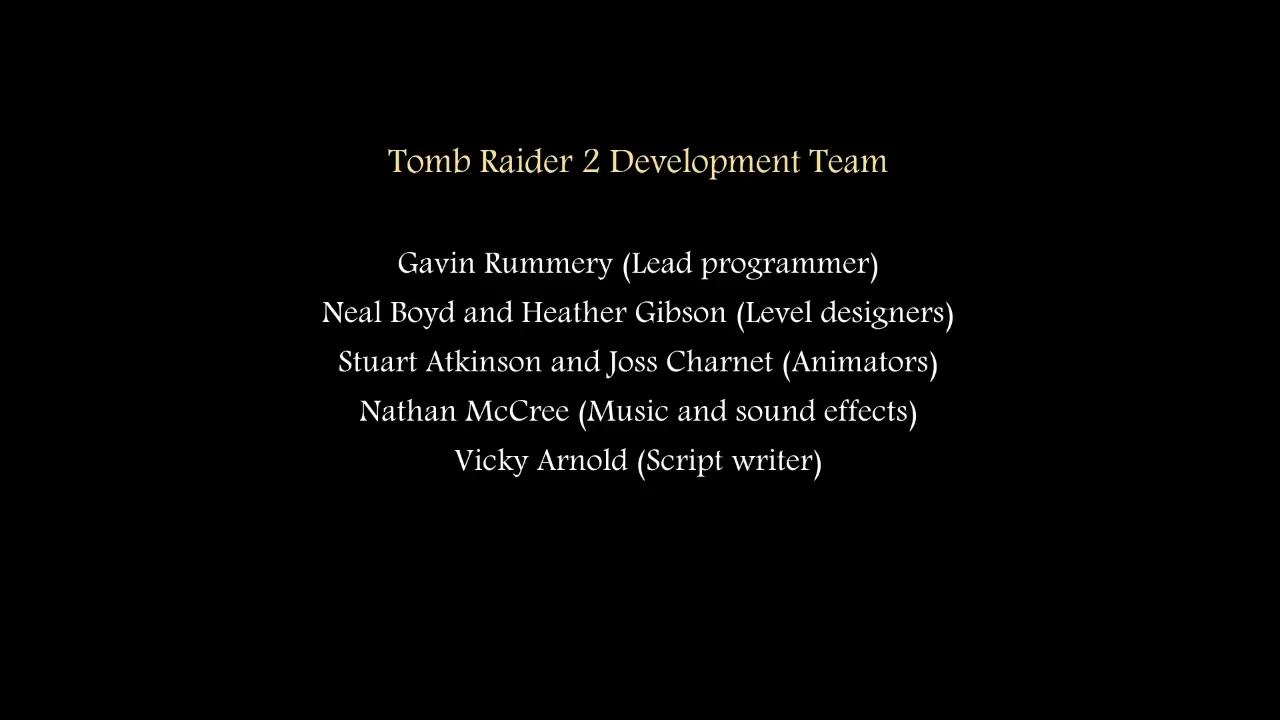 Tomb Raider 2 Development Team
Gavin Rummery (Lead programmer)
Neal Boyd and Heather Gibson (Level designers)
Stuart Atkinson and Joss Charnet (Animators)
Nathan McCree (Music and sound effects)
Vicky Arnold (Script writer)